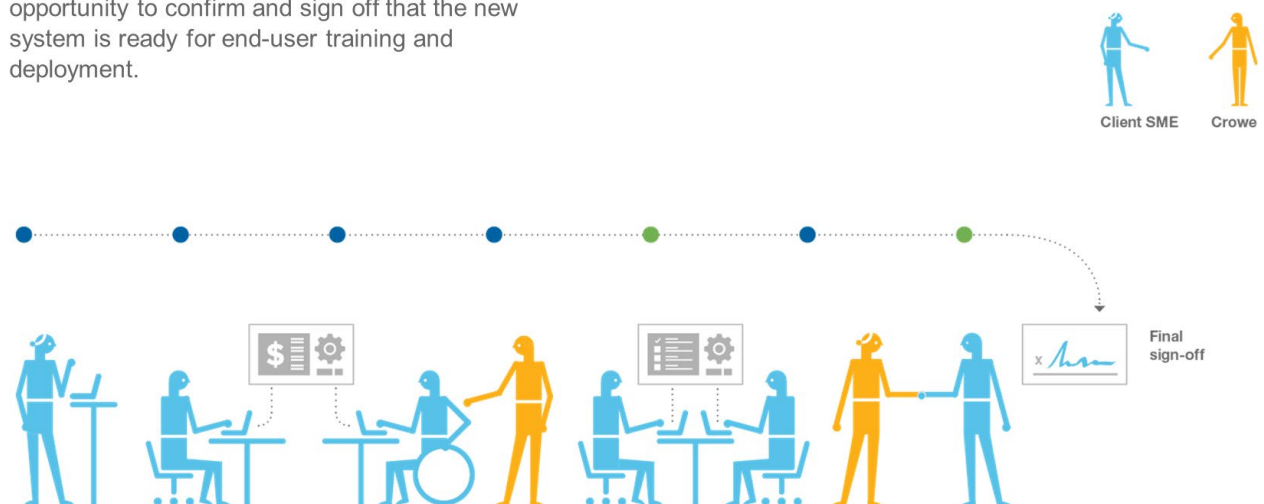 opportunity to confirm and sign off that the new
system is ready for end-user training and
deployment.
Client SME
Crowe
$
Final
sign-off
x